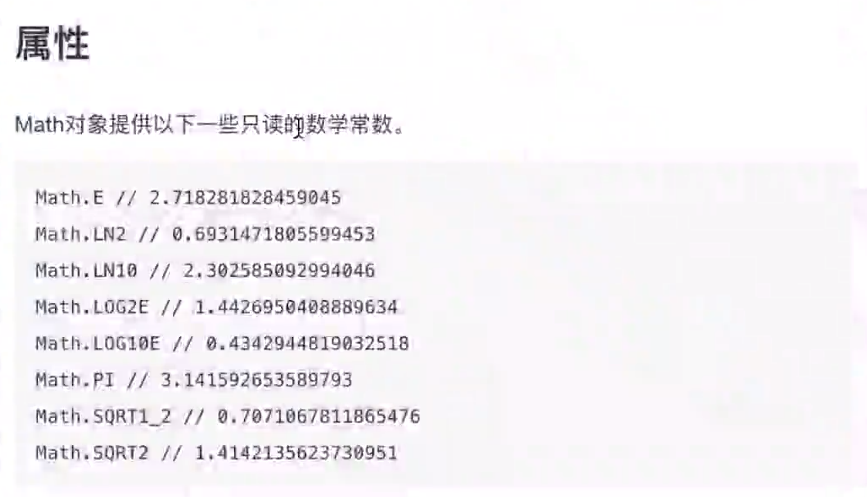 属性
Math对象提供以下一些只读的数学常数。
Math.E // 2.718281828459045
Math.LN2 // 0.6931471805599453
Math.LN10 // 2.302585092994046
Math.LOG2E // 1.4426950408889634
Math.LOG10E // 0.4342944819032518
Math.PI // 3.141592653589793
Math.SQRT1_2 // 0.7071067811865476
Math.SQRT2 // 1.4142135623730951